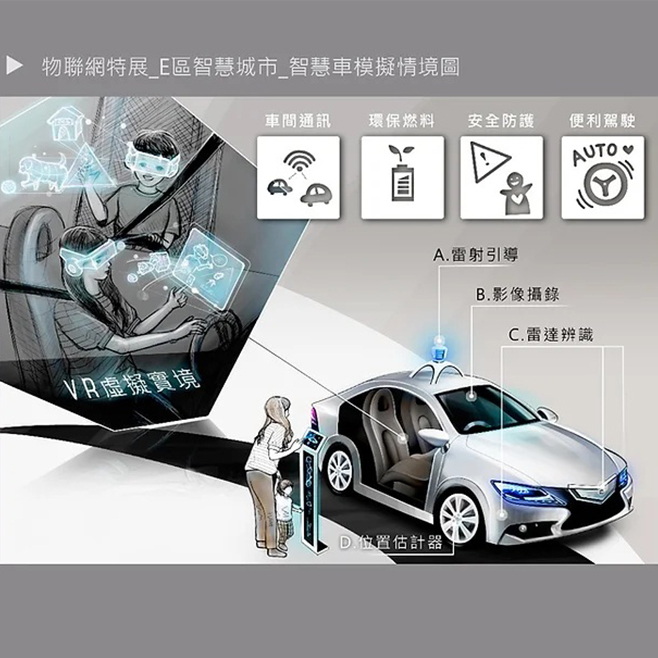 物聯網特展_E區智慧城市_智慧車模擬情境圖
車間通訊
環保燃料
安全防護
便利駕駛
AUTO
A.雷射引導
B.影像攝錄
C.雷達辨識
VR虛擬實境
D.位置估計器